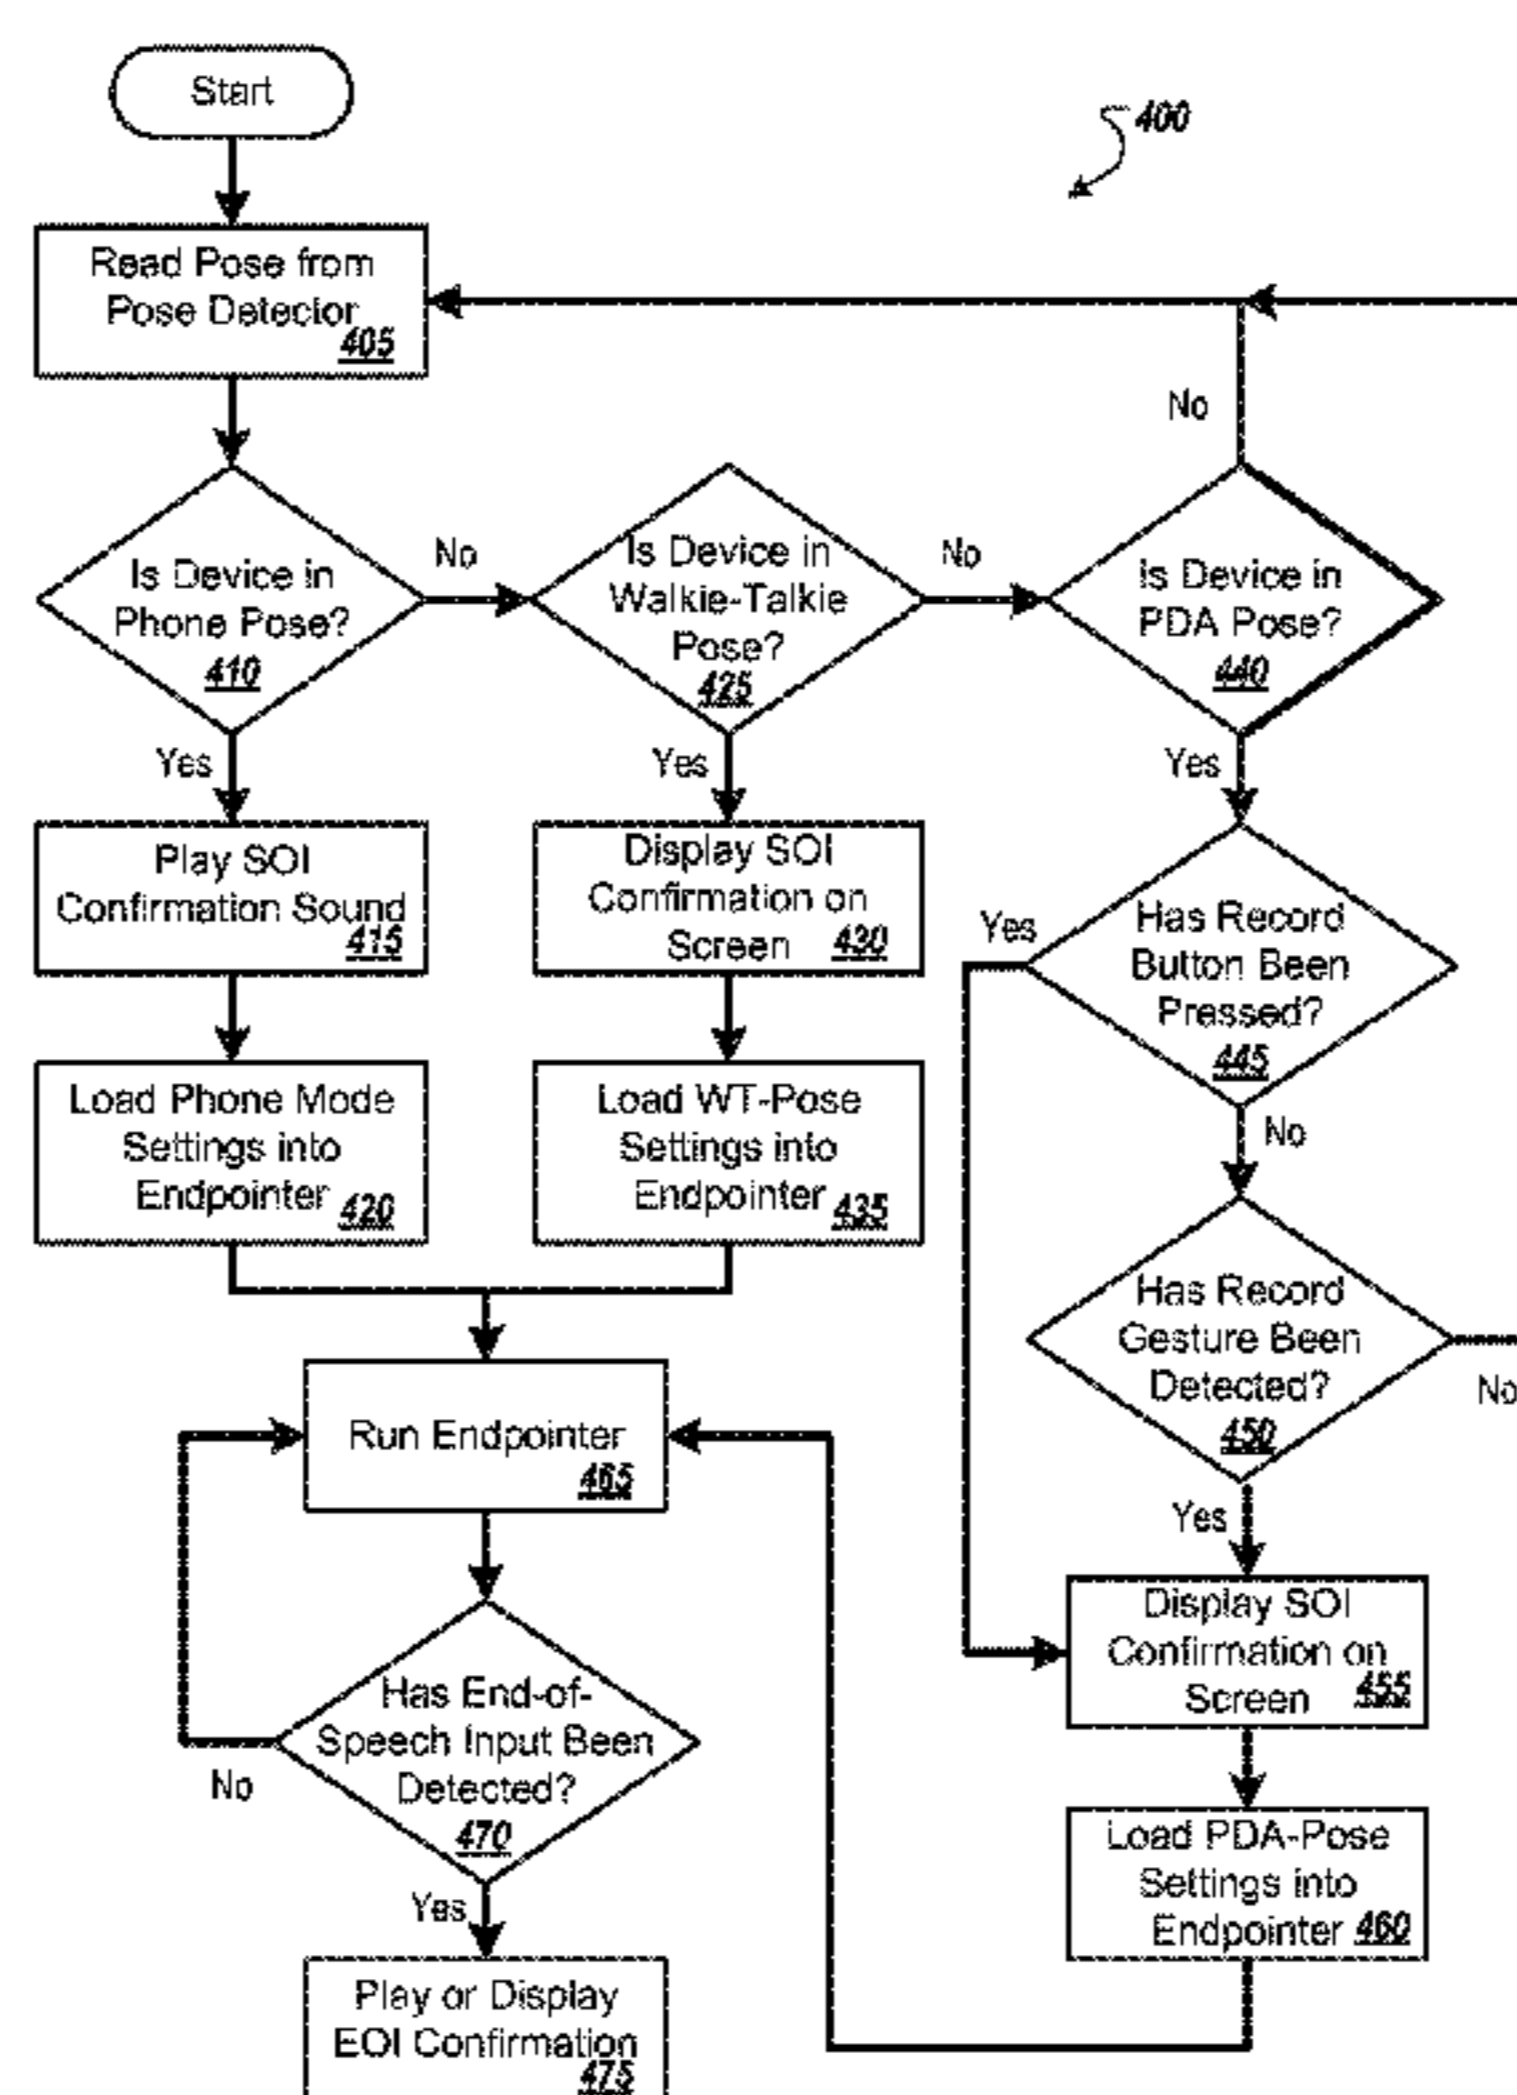 Start
400
Read Pose from
Pose Detector
405
No
Is Device in
Phone Pose?
410
No
Is Device in
Walkie-Talkie
Pose?
425
No
Is Device in
PDA Pose?
440
Yes
Yes
Yes
Play SOI
Confirmation Sound
415
Display SOI
Confirmation on
Screen 430
Yes
Has Record
Button Been
Pressed?
445
No
Load Phone Mode
Settings into
Endpointer 420
Load WT-Pose
Settings into
Endpointer 435
Has Record
Gesture Been
Detected?
450
No
Yes
Run Endpointer
465
Display SOI
Confirmation on
Screen 455
Has End-of-
Speech Input Been
Detected?
470
No
Yes
Load PDA-Pose
Settings into
Endpointer 460
Play or Display
EOI Confirmation
475